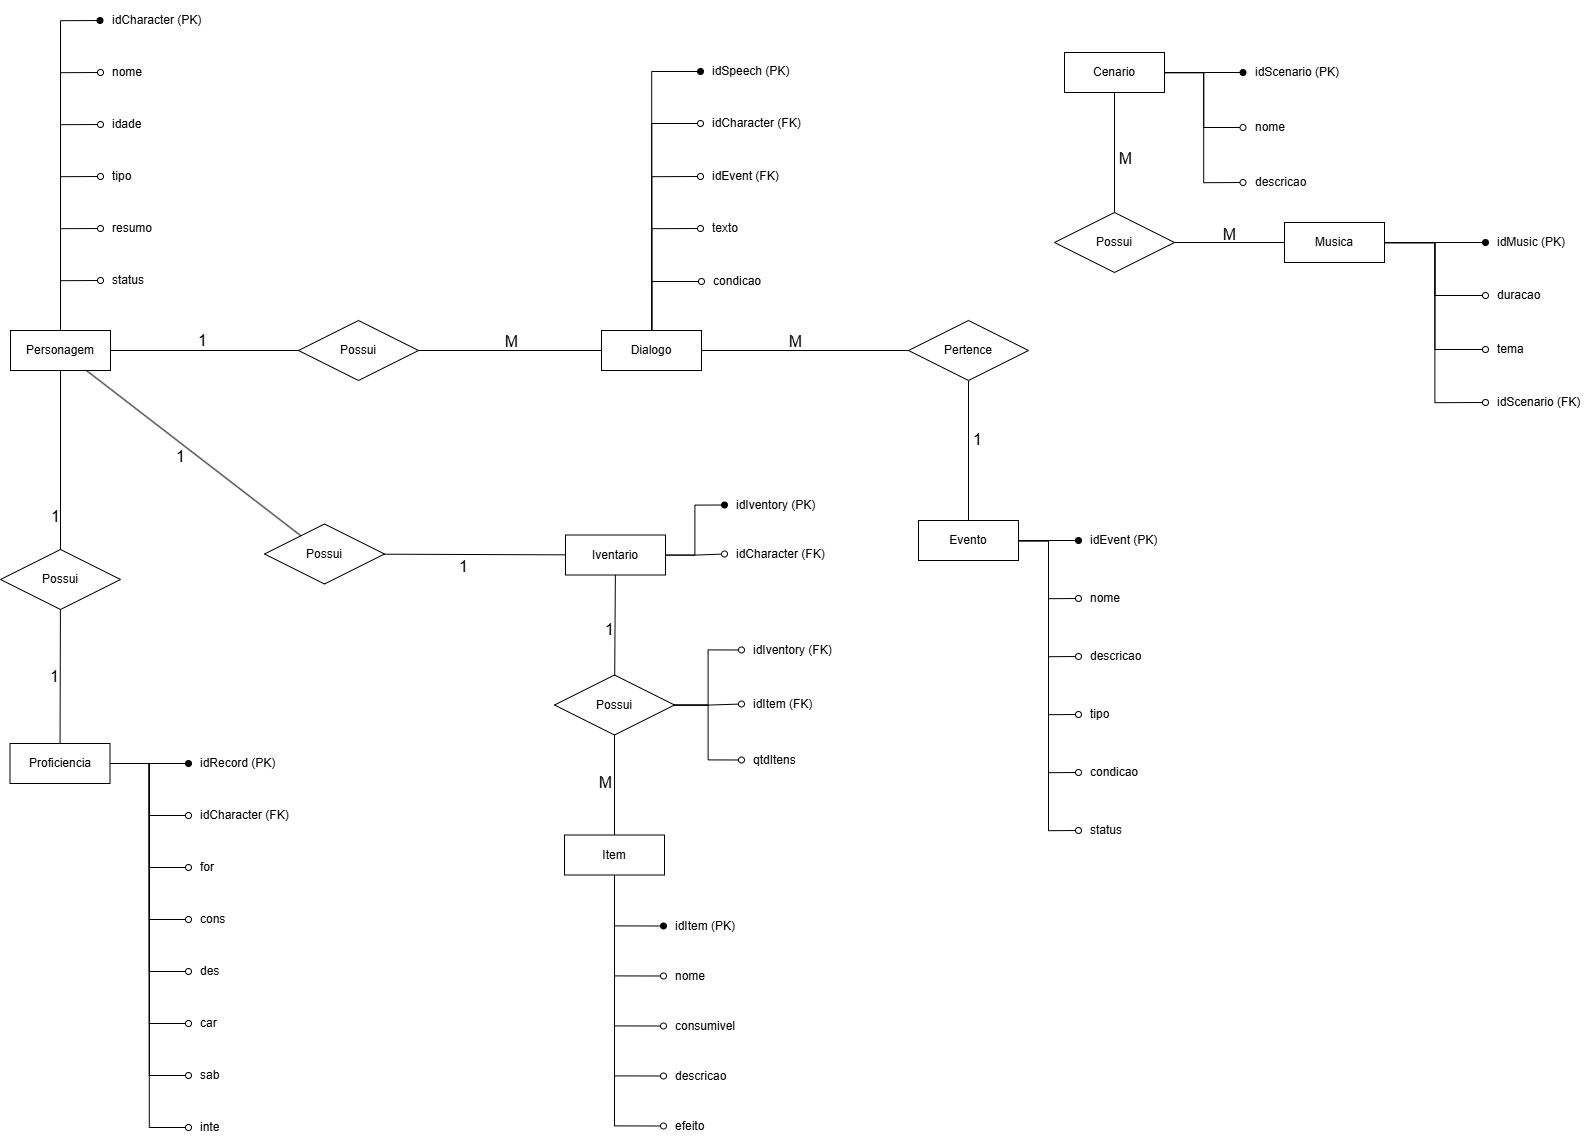 idCharacter (PK)
nome
idade
tipo
resumo
status
Personagem
1
Possui
M
idSpeech (PK)
idCharacter (FK)
idEvent (FK)
texto
condicao
Dialogo
M
Pertence
1
Cenario
idScenario (PK)
nome
descricao
M
Possui
M
Musica
idMusic (PK)
duracao
tema
idScenario (FK)
Evento
idEvent (PK)
nome
descricao
tipo
condicao
status
1
Possui
1
Iventario
idIventory (PK)
idCharacter (FK)
1
Possui
idIventory (FK)
idItem (FK)
qtdItens
M
Item
idItem (PK)
nome
consumivel
descricao
efeito
1
Possui
1
Proficiencia
idRecord (PK)
idCharacter (FK)
for
cons
des
car
sab
inte